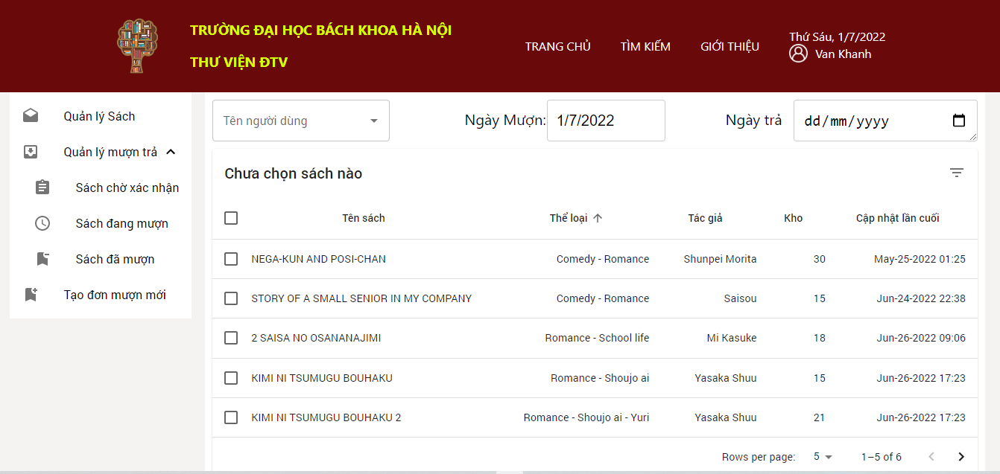 TRƯỜNG ĐẠI HỌC BÁCH KHOA HÀ NỘI
THƯ VIỆN ĐTV
TRANG CHỦ TÌM KIẾM GIỚI THIỆU
Thứ Sáu, 1/7/2022
Van Khanh
Quản lý Sách
Quản lý mượn trả
Sách chờ xác nhận
Sách đang mượn
Sách đã mượn
Tạo đơn mượn mới
Tên người dùng Ngày Mượn: 1/7/2022 Ngày trả dd/mm/yyyy
Chưa chọn sách nào
Tên sách Thể loại Tác giả Kho Cập nhật lần cuối
NEGA-KUN AND POSI-CHAN Comedy - Romance Shunpei Morita 30 May-25-2022 01:25
STORY OF A SMALL SENIOR IN MY COMPANY Comedy - Romance Saisou 15 Jun-24-2022 22:38
2 SAISA NO OSANANAJIMI Romance - School life Mi Kasuke 18 Jun-26-2022 09:06
KIMI NI TSUMUGU BOUHAKU Romance - Shoujo ai Yasaka Shuu 15 Jun-26-2022 17:23
KIMI NI TSUMUGU BOUHAKU 2 Romance - Shoujo ai - Yuri Yasaka Shuu 21 Jun-26-2022 17:23
Rows per page: 5 1–5 of 6